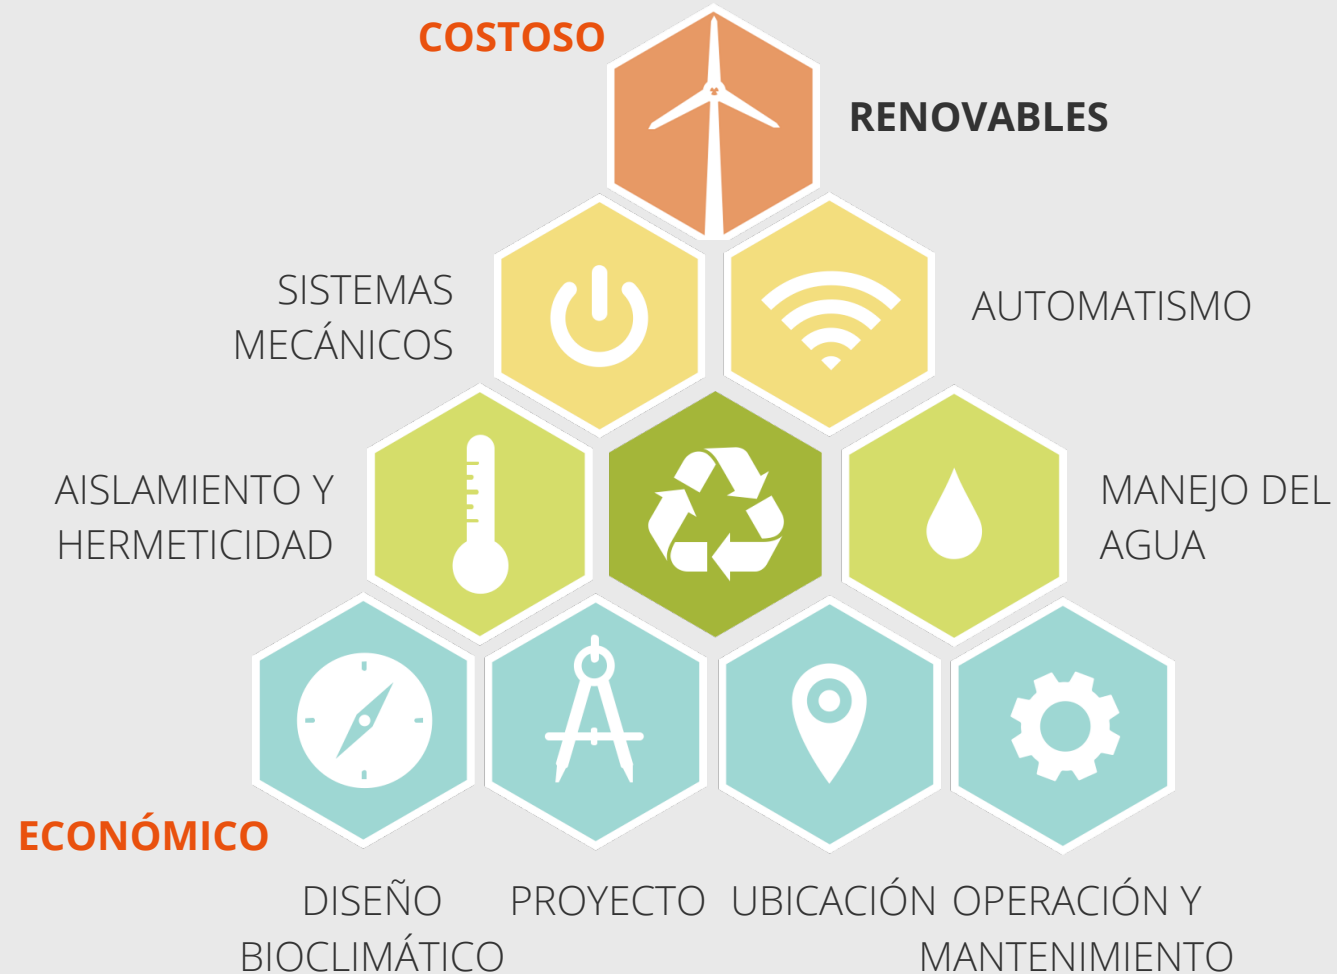 COSTOSO
RENOVABLES
SISTEMAS
MECÁNICOS
AUTOMATISMO
AISLAMIENTO Y
HERMETICIDAD
MANEJO DEL
AGUA
ECONÓMICO
DISEÑO
BIOCLIMÁTICO
PROYECTO
UBICACIÓN
OPERACIÓN Y
MANTENIMIENTO